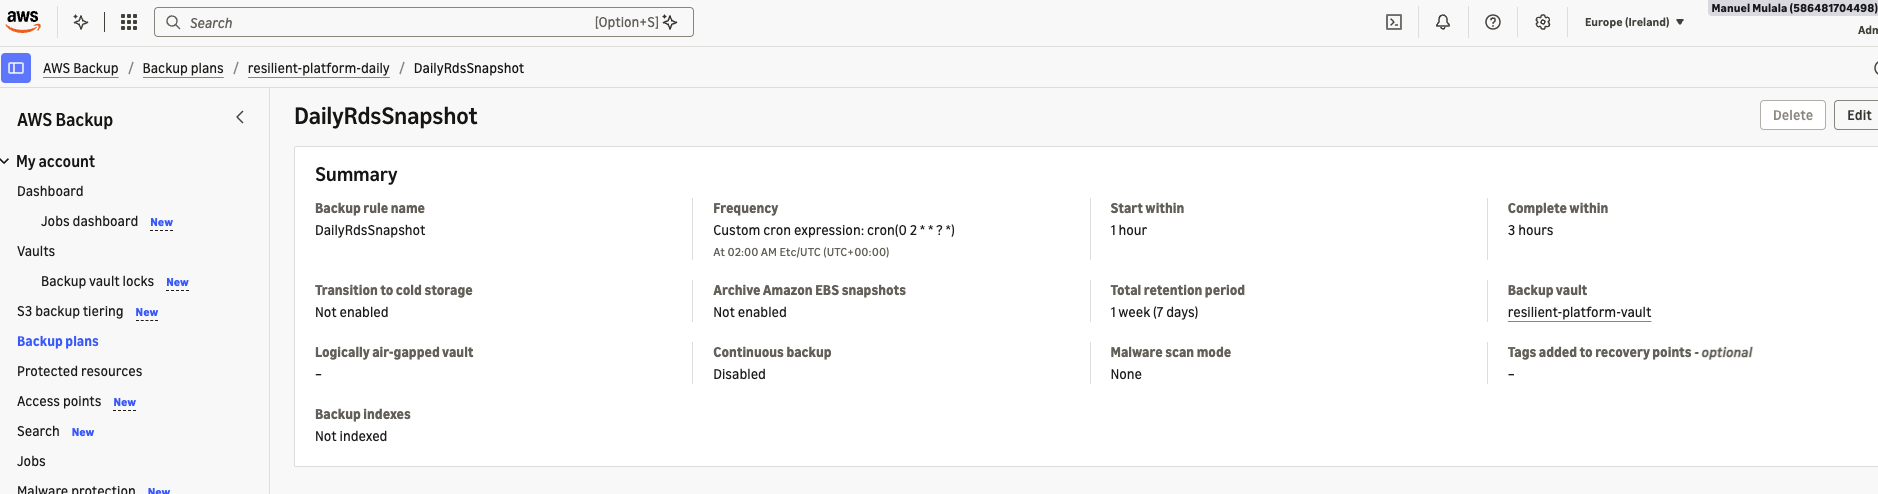 aws
Search [Option+S]
Europe (Ireland)
Manuel Mulala (586481704498)
Adm
AWS Backup / Backup plans / resilient-platform-daily / DailyRdsSnapshot
AWS Backup
My account
Dashboard
Jobs dashboard New
Vaults
Backup vault locks New
S3 backup tiering New
Backup plans
Protected resources
Access points New
Search New
Jobs
Malware protection New
DailyRdsSnapshot
Delete
Edit
Summary
Backup rule name
DailyRdsSnapshot
Frequency
Custom cron expression: cron(0 2 * * ? *)
At 02:00 AM Etc/UTC (UTC+00:00)
Start within
1 hour
Complete within
3 hours
Transition to cold storage
Not enabled
Archive Amazon EBS snapshots
Not enabled
Total retention period
1 week (7 days)
Backup vault
resilient-platform-vault
Logically air-gapped vault
–
Continuous backup
Disabled
Malware scan mode
None
Tags added to recovery points - optional
–
Backup indexes
Not indexed